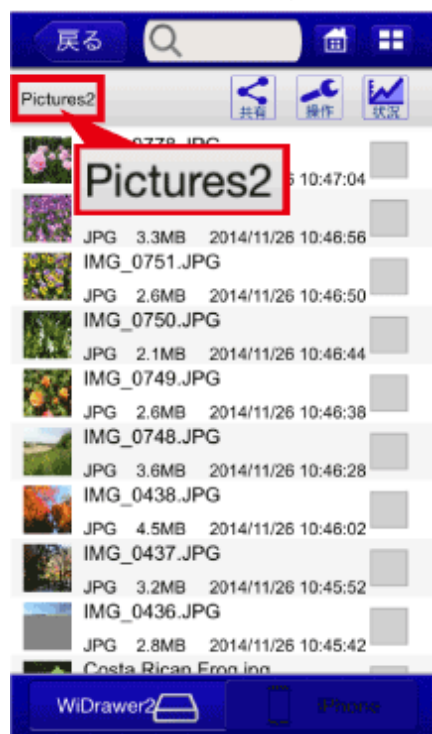 戻る
Pictures2
共有
操作
状況
0778.JPG
Pictures2
10:47:04
JPG 3.3MB 2014/11/26 10:46:56
IMG_0751.JPG
JPG 2.6MB 2014/11/26 10:46:50
IMG_0750.JPG
JPG 2.1MB 2014/11/26 10:46:44
IMG_0749.JPG
JPG 2.6MB 2014/11/26 10:46:38
IMG_0748.JPG
JPG 3.6MB 2014/11/26 10:46:28
IMG_0438.JPG
JPG 4.5MB 2014/11/26 10:46:02
IMG_0437.JPG
JPG 3.2MB 2014/11/26 10:45:52
IMG_0436.JPG
JPG 2.8MB 2014/11/26 10:45:42
Costa Rican Frog.jpg
WiDrawer2
iPhone